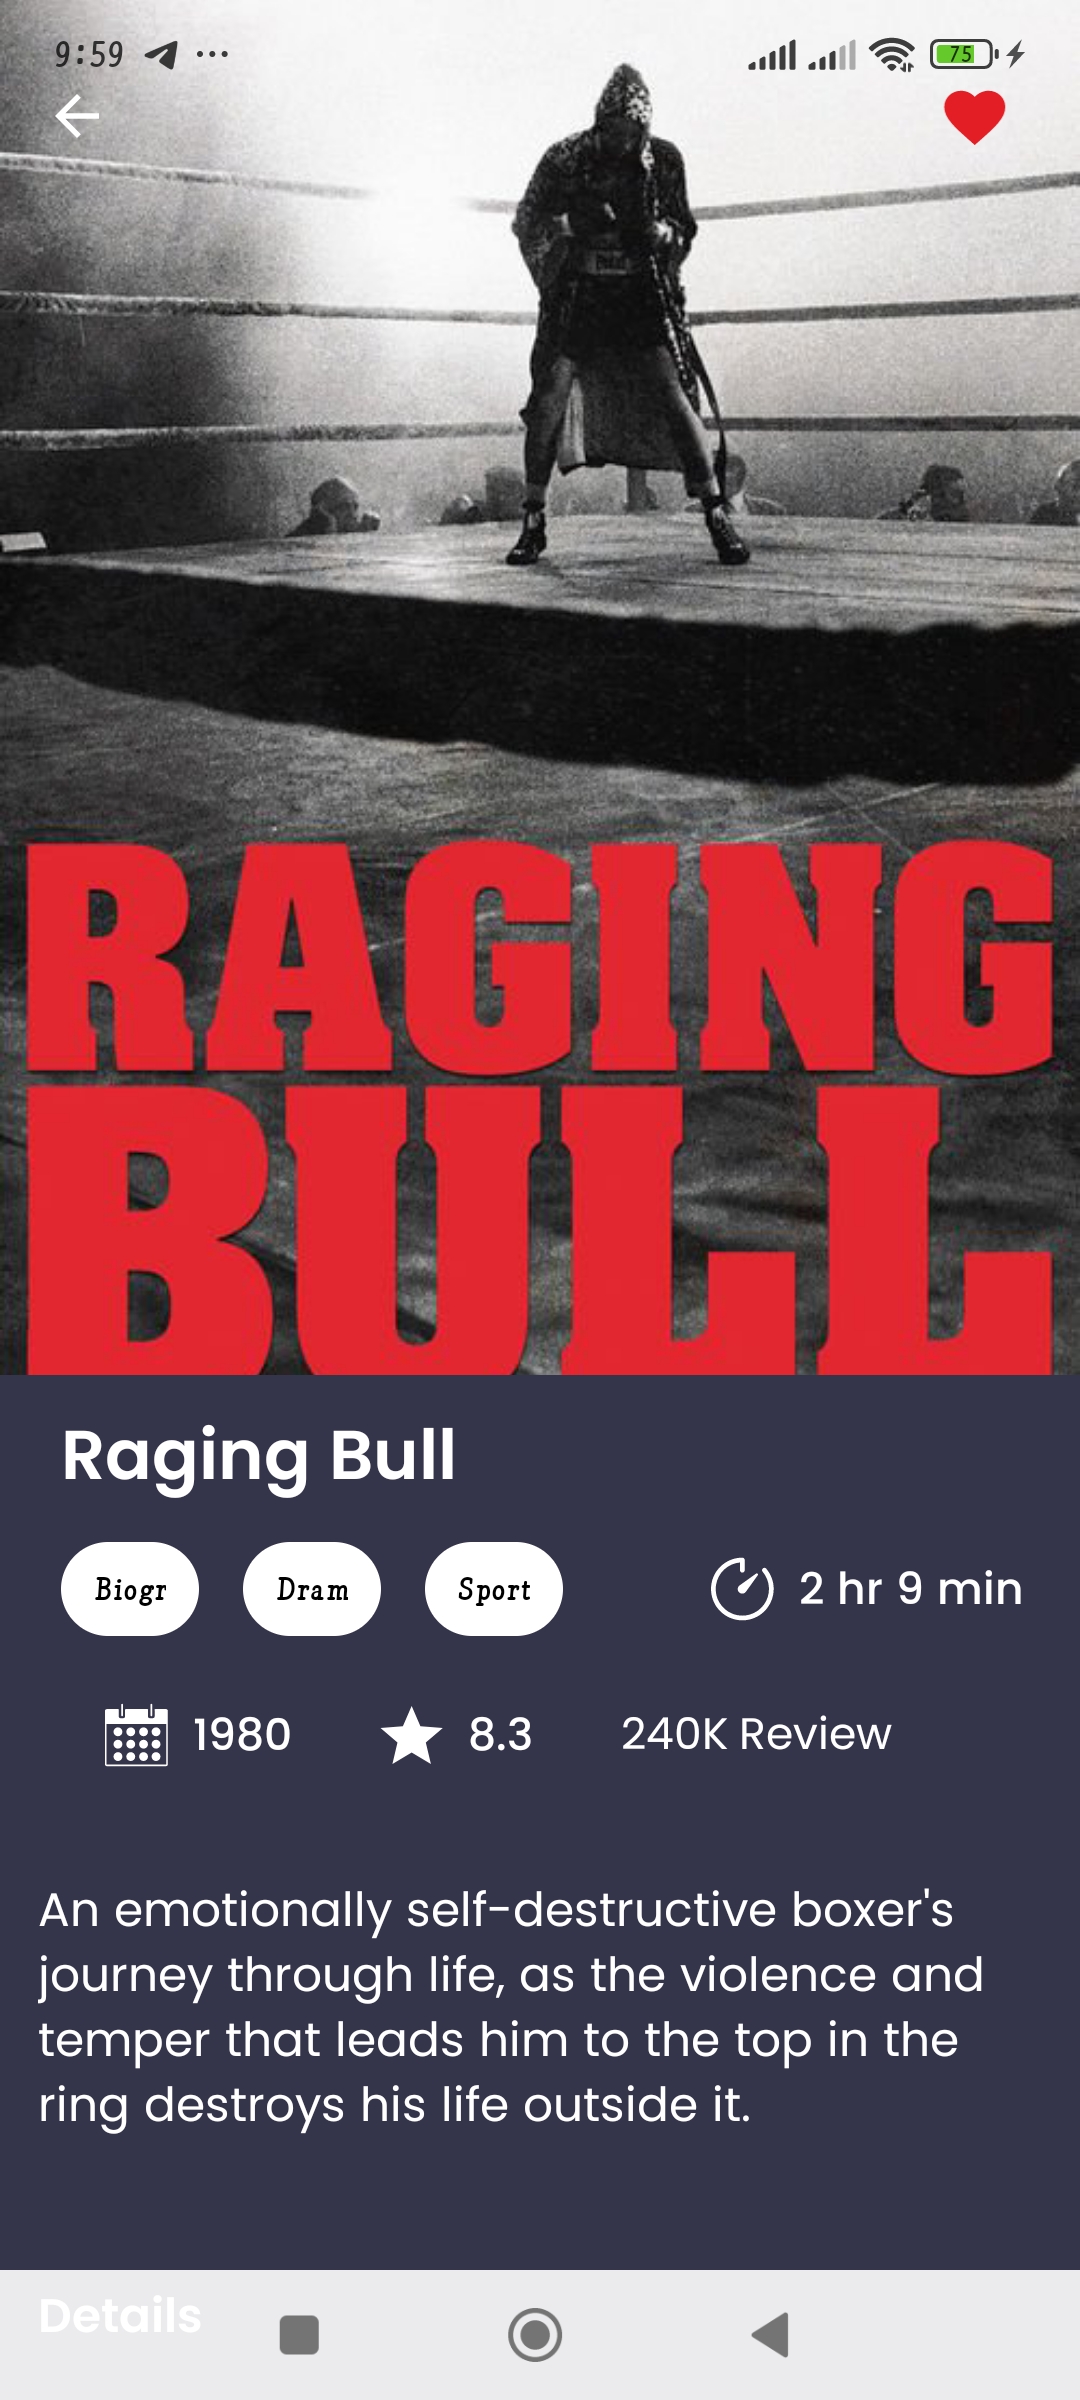 9:59 ... 75
RAGING
BULL
Raging Bull
Biogr Dram Sport 2 hr 9 min
1980 8.3 240K Review
An emotionally self-destructive boxer's
journey through life, as the violence and
temper that leads him to the top in the
ring destroys his life outside it.
Details